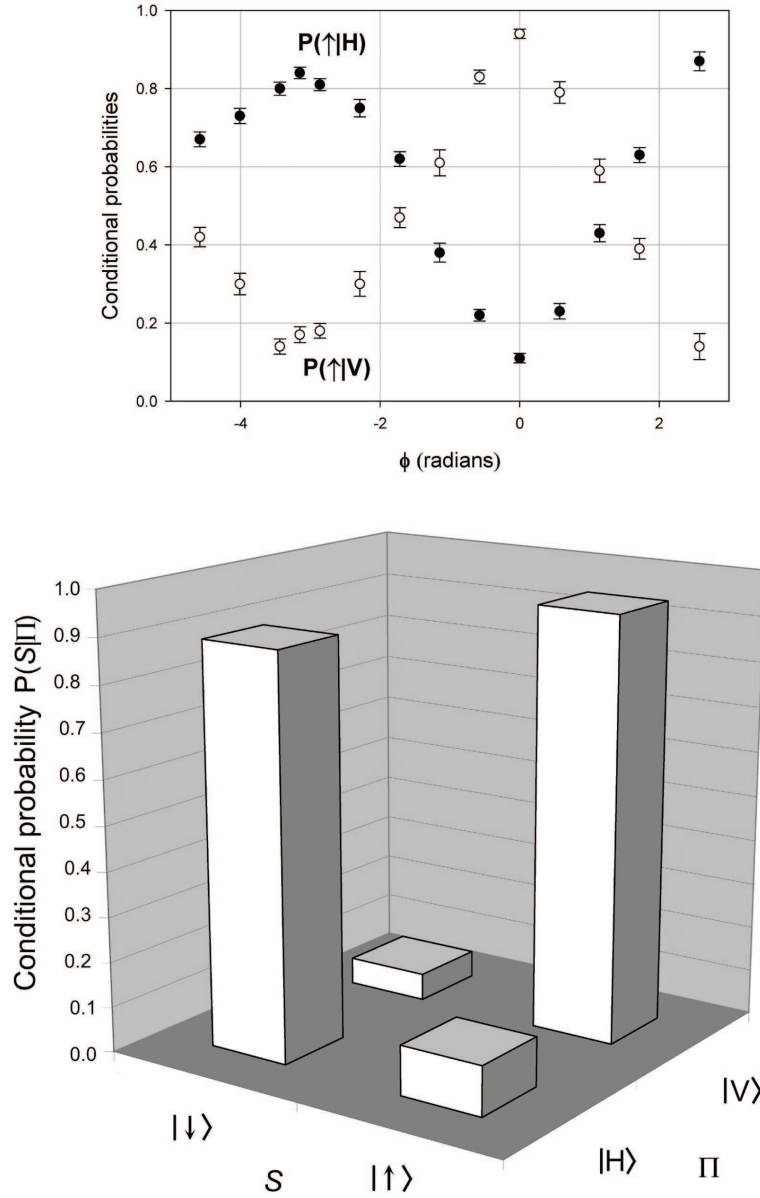 1.0
P(↑|H)
0.8
0.6
0.4
0.2
P(↑|V)
0.0
-4 -2 0 2
Conditional probabilities
ϕ (radians)
1.0
0.9
0.8
0.7
0.6
0.5
0.4
0.3
0.2
0.1
0.0
Conditional probability P(S|Π)
|↓⟩
S
|↑⟩
|H⟩
Π
|V⟩